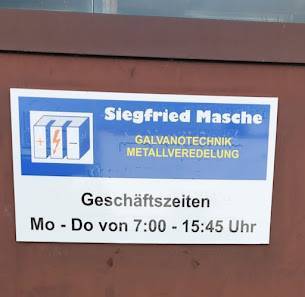 Siegfried Masche
GALVANOTECHNIK
METALLVEREDELUNG
+ -
Geschäftszeiten
Mo - Do von 7:00 - 15:45 Uhr